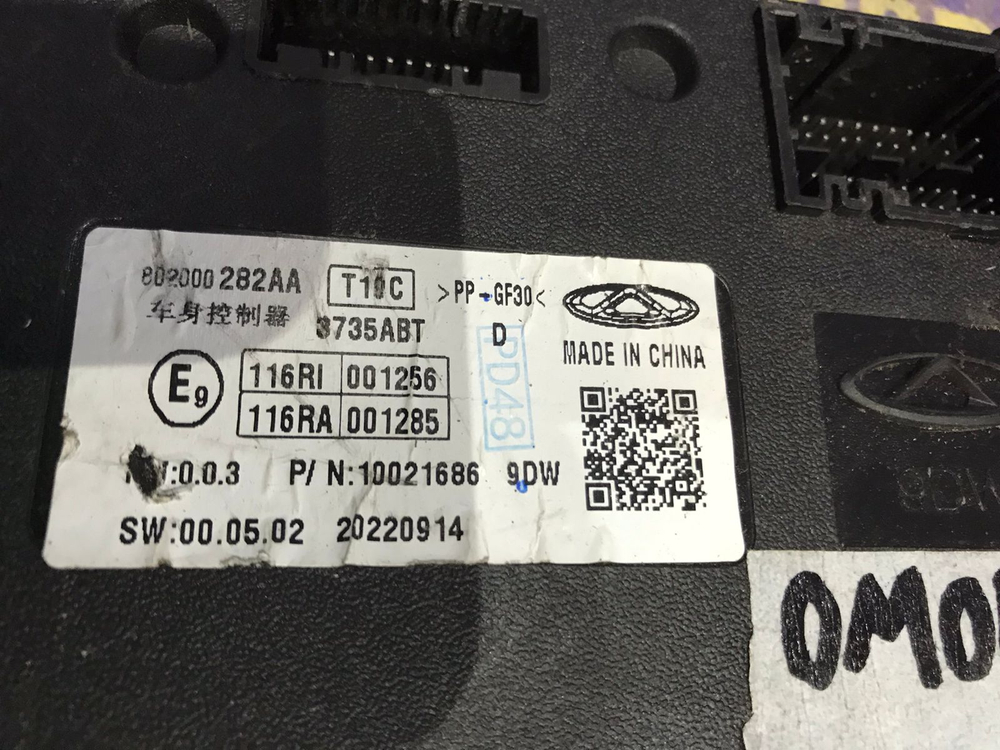 802000282AA T19C >PP-GF30<
车身控制器 3735ABT D
MADE IN CHINA
PD48
E9
116RI 001256
116RA 001285
:0.0.3 P/N:10021686 9DW
SW:00.05.02 20220914
9DW
OMO